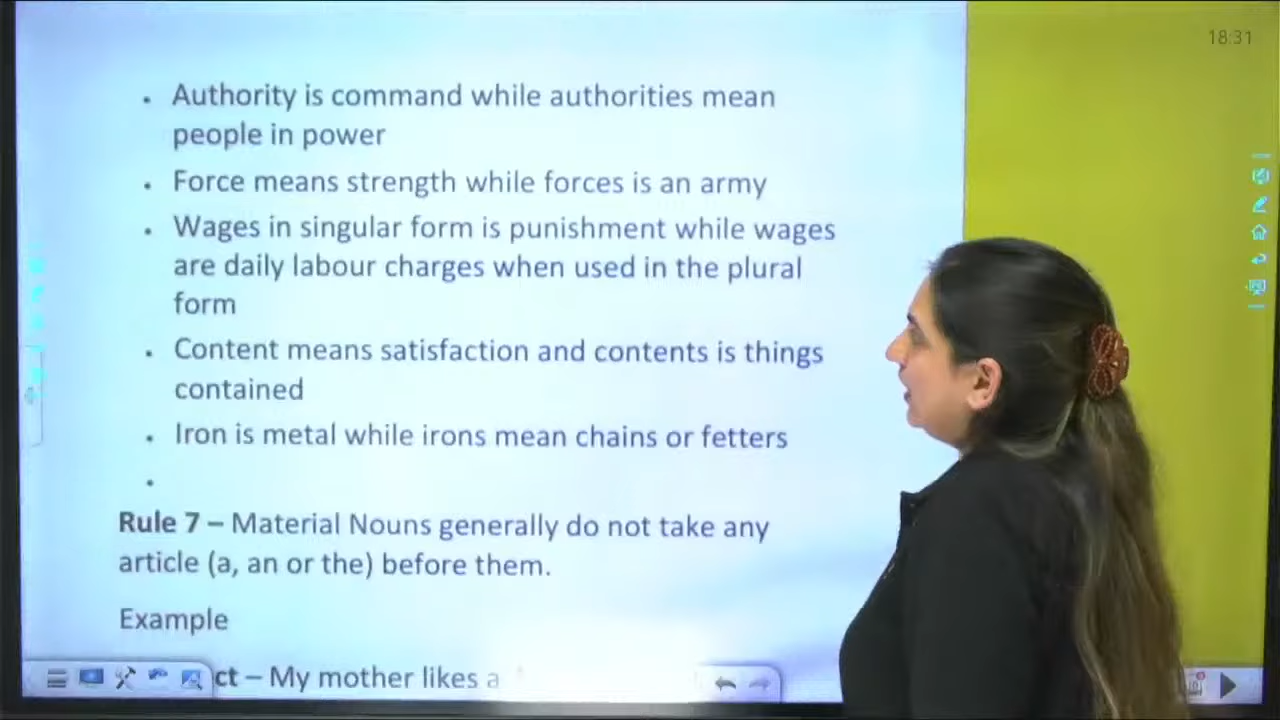 18:31
. Authority is command while authorities mean
people in power
. Force means strength while forces is an army
. Wages in singular form is punishment while wages
are daily labour charges when used in the plural
form
. Content means satisfaction and contents is things
contained
. Iron is metal while irons mean chains or fetters
.
Rule 7 – Material Nouns generally do not take any
article (a, an or the) before them.
Example
ct – My mother likes a